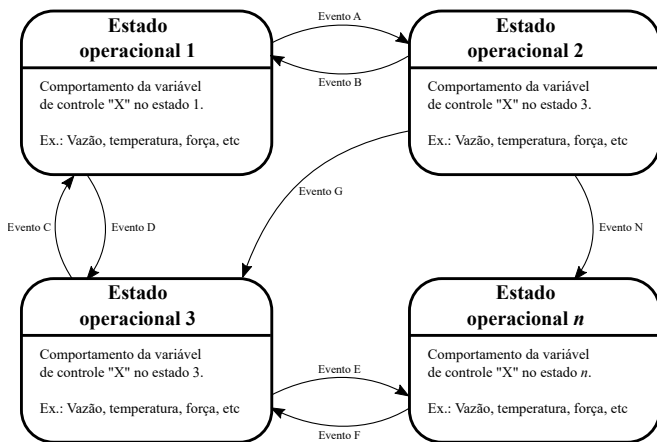 Estado
operacional 1
Comportamento da variável
de controle "X" no estado 1.
Ex.: Vazão, temperatura, força, etc
Evento A
Evento B
Estado
operacional 2
Comportamento da variável
de controle "X" no estado 3.
Ex.: Vazão, temperatura, força, etc
Evento C
Evento D
Evento G
Evento N
Estado
operacional 3
Comportamento da variável
de controle "X" no estado 3.
Ex.: Vazão, temperatura, força, etc
Evento E
Evento F
Estado
operacional n
Comportamento da variável
de controle "X" no estado n.
Ex.: Vazão, temperatura, força, etc